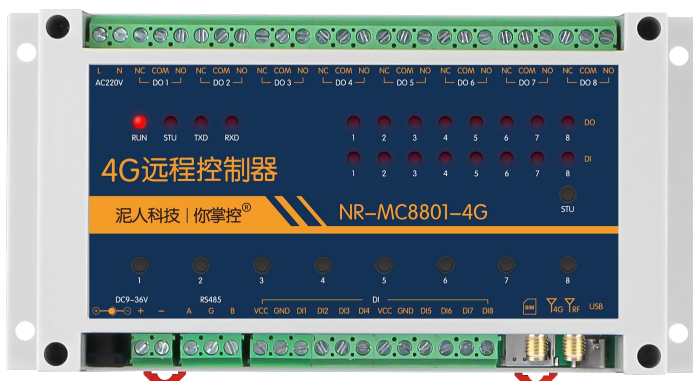 L N NC COM NO NC COM NO NC COM NO NC COM NO NC COM NO NC COM NO NC COM NO NC COM NO
AC220V DO 1 DO 2 DO 3 DO 4 DO 5 DO 6 DO 7 DO 8
DO
RUN STU TXD RXD 1 2 3 4 5 6 7 8
DI
1 2 3 4 5 6 7 8
4G远程控制器
STU
泥人科技|你掌控® NR-MC8801-4G
1 2 3 4 5 6 7 8
DC9-36V RS485 DI
+ - A G B VCC GND DI1 DI2 DI3 DI4 VCC GND DI5 DI6 DI7 DI8 SIM 4G RF USB